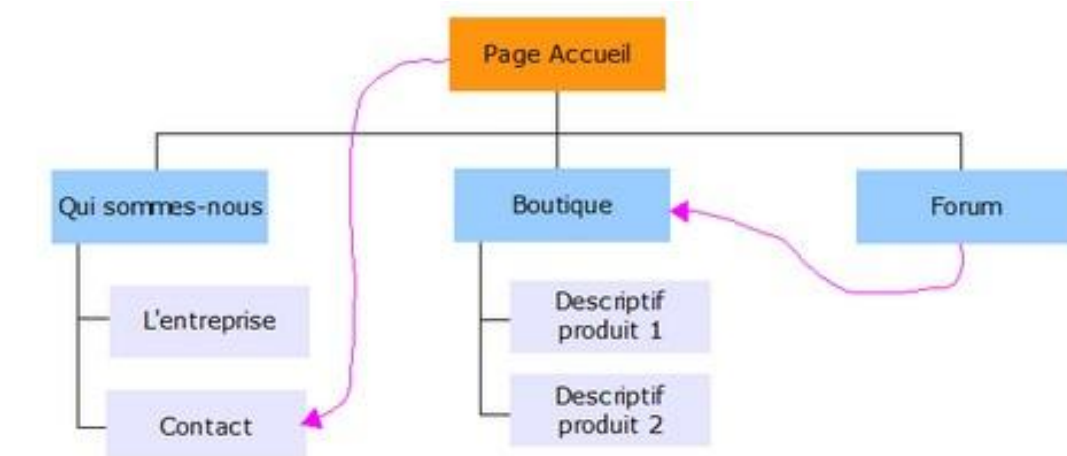 Page Accueil
Qui sommes-nous
Boutique
Forum
L'entreprise
Descriptif
produit 1
Contact
Descriptif
produit 2